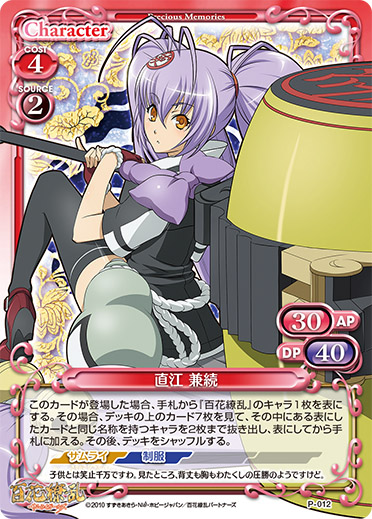 Precious Memories
Character
COST
4
SOURCE
2
30 AP
DP 40
直江 兼続
このカードが登場した場合、手札から『百花繚乱』のキャラ1枚を表に
する。その場合、デッキの上のカード7枚を見て、その中にある表にし
たカードと同じ名称を持つキャラを2枚まで抜き出し、表にしてから手
札に加える。その後、デッキをシャッフルする。
サムライ 制服
子供とは笑止千万ですわ。見たところ、背丈も胸もわたくしの圧勝のようですけど。
百花繚乱
©2010 すずきあきら・Niθ・ホビージャパン/百花繚乱パートナーズ
P-012